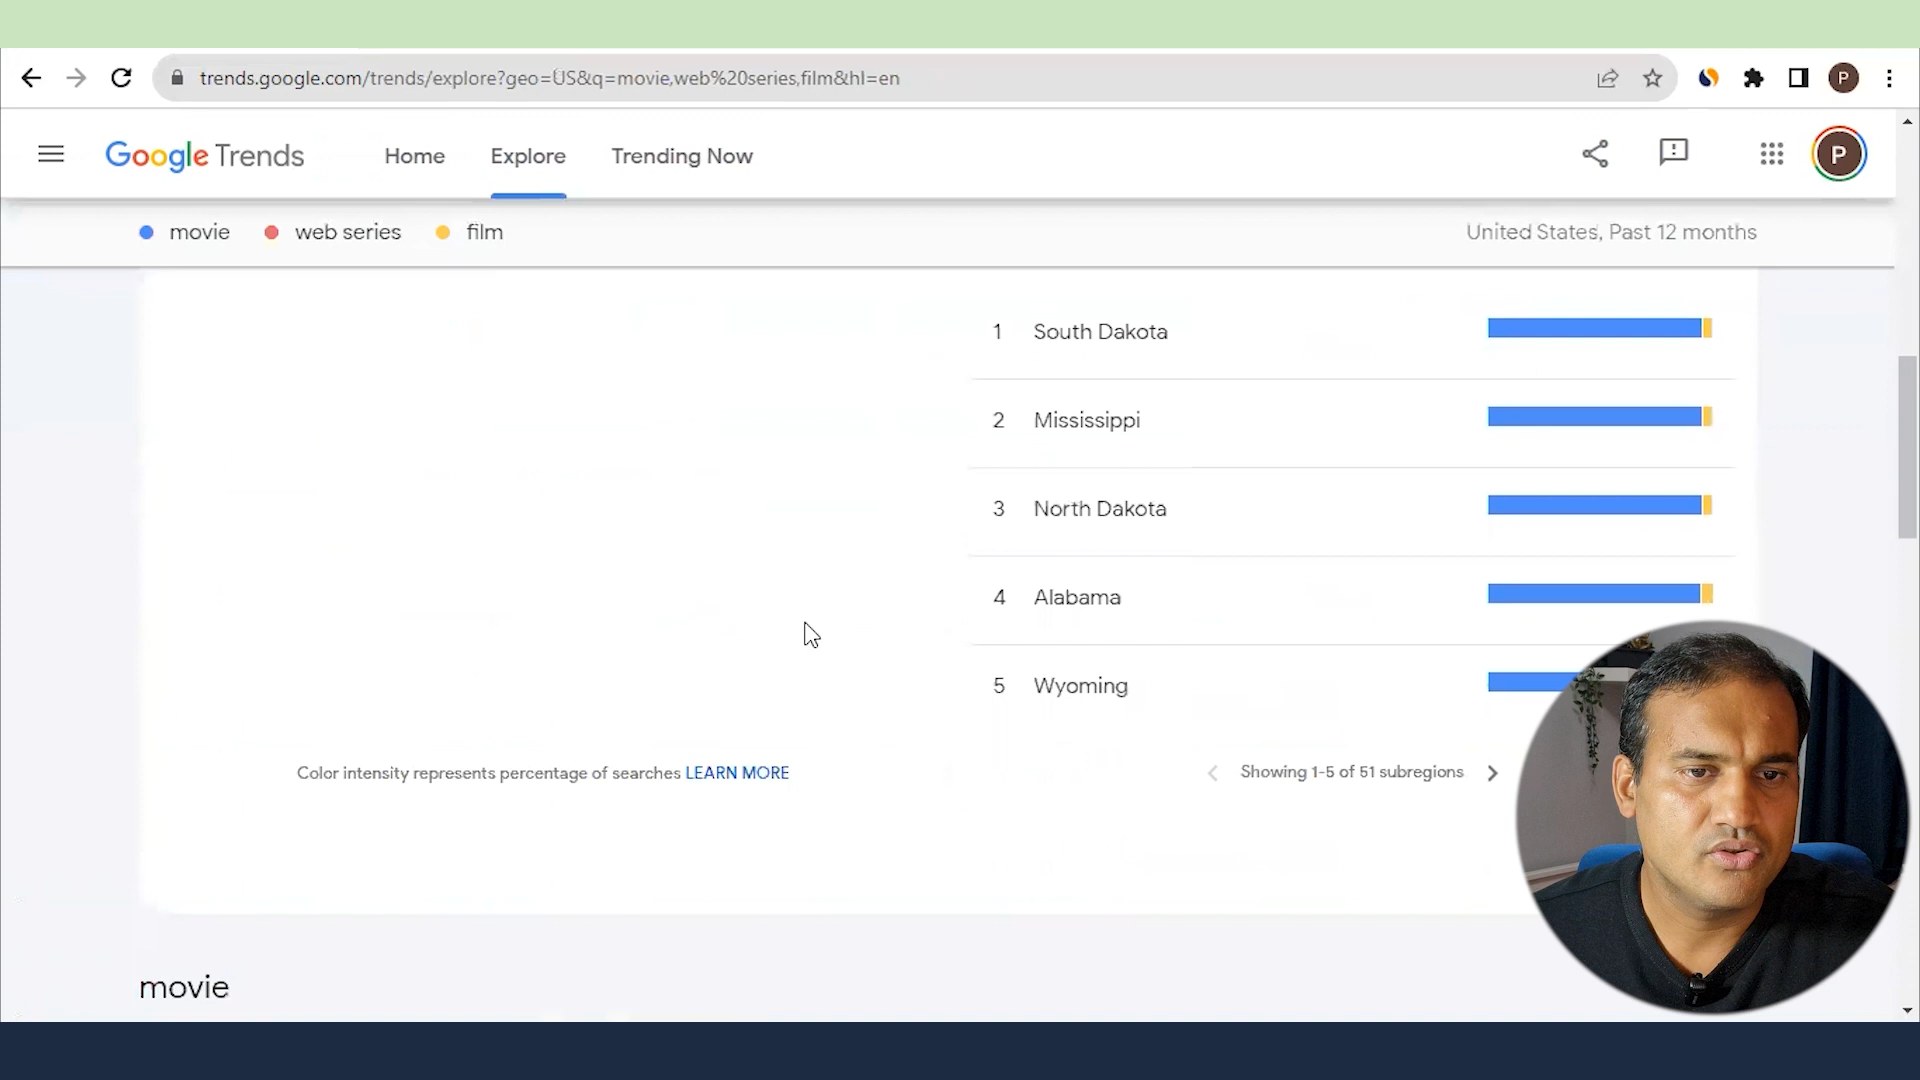 trends.google.com/trends/explore?geo=US&q=movie,web%20series,film&hl=en
P
Google Trends
Home
Explore
Trending Now
P
movie
web series
film
United States, Past 12 months
1 South Dakota
2 Mississippi
3 North Dakota
4 Alabama
5 Wyoming
Color intensity represents percentage of searches LEARN MORE
Showing 1-5 of 51 subregions
movie